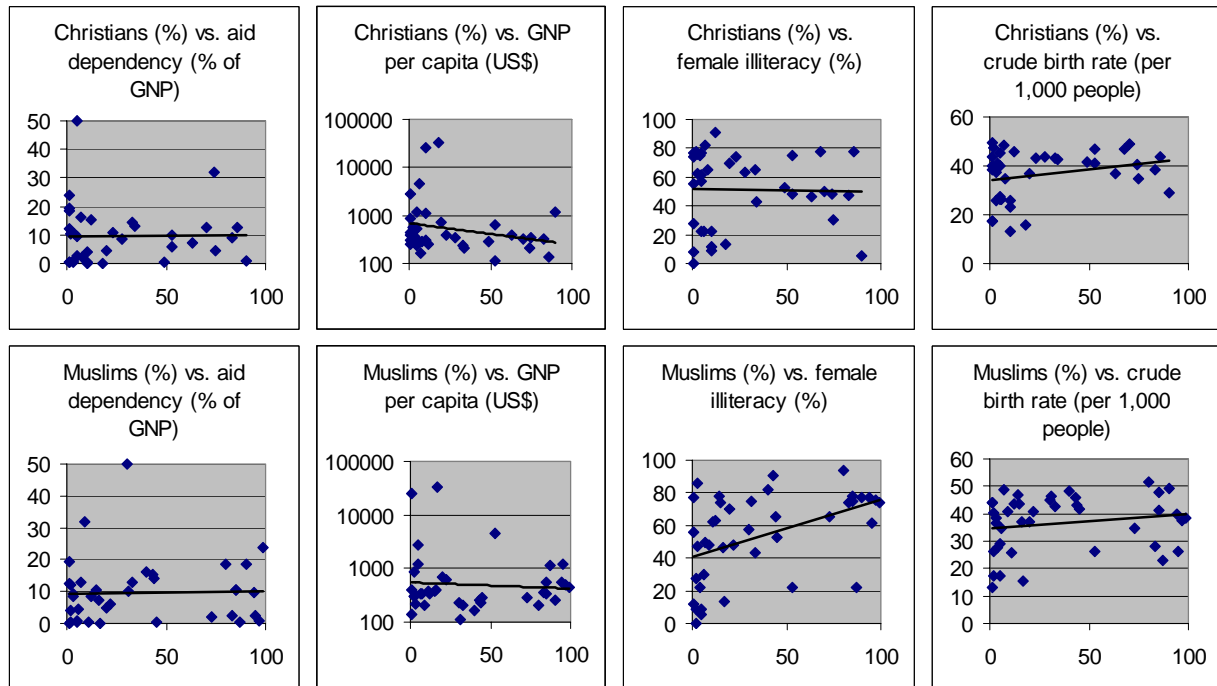 Christians (%) vs. aid
dependency (% of
GNP)
50
40
30
20
10
0
0 50 100
Christians (%) vs. GNP
per capita (US$)
100000
10000
1000
100
0 50 100
Christians (%) vs.
female illiteracy (%)
100
80
60
40
20
0
0 50 100
Christians (%) vs.
crude birth rate (per
1,000 people)
60
40
20
0
0 50 100
Muslims (%) vs. aid
dependency (% of
GNP)
50
40
30
20
10
0
0 50 100
Muslims (%) vs. GNP
per capita (US$)
100000
10000
1000
100
0 50 100
Muslims (%) vs. female
illiteracy (%)
100
80
60
40
20
0
0 50 100
Muslims (%) vs. crude
birth rate (per 1,000
people)
60
50
40
30
20
10
0
0 50 100